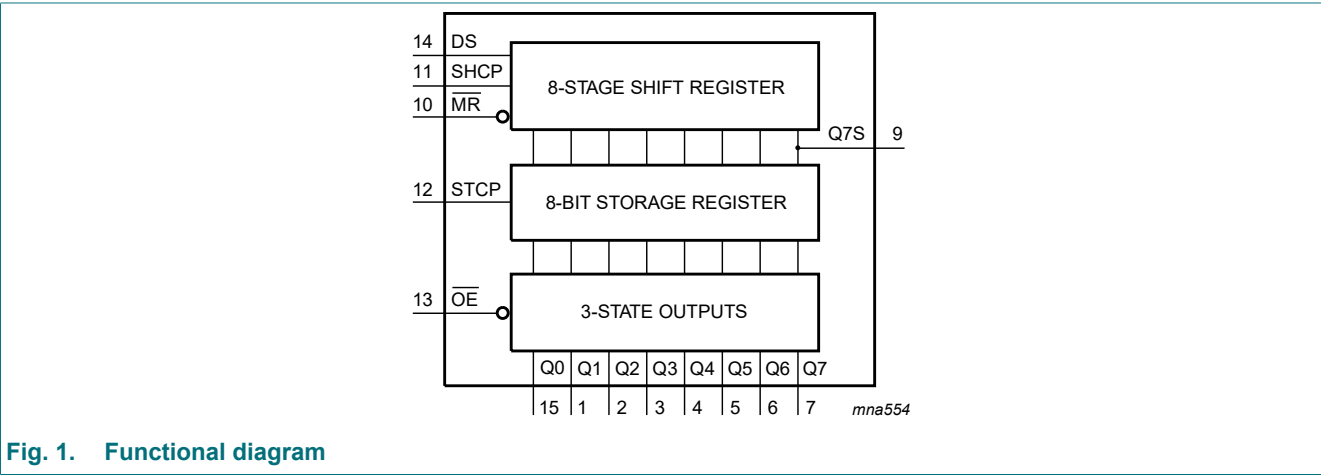 14 DS
11 SHCP
8-STAGE SHIFT REGISTER
10 M̅R̅
Q7S 9
12 STCP
8-BIT STORAGE REGISTER
13 O̅E̅
3-STATE OUTPUTS
Q0 Q1 Q2 Q3 Q4 Q5 Q6 Q7
15 1 2 3 4 5 6 7
mna554
Fig. 1. Functional diagram